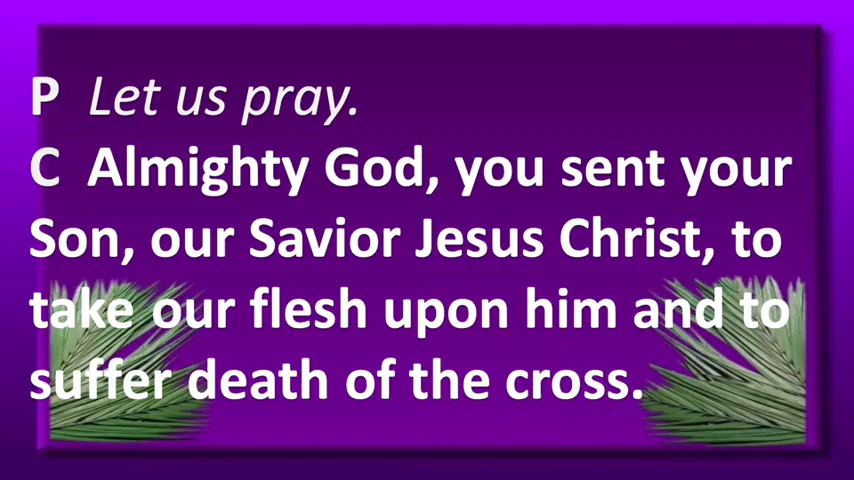 P Let us pray.
C Almighty God, you sent your
Son, our Savior Jesus Christ, to
take our flesh upon him and to
suffer death of the cross.